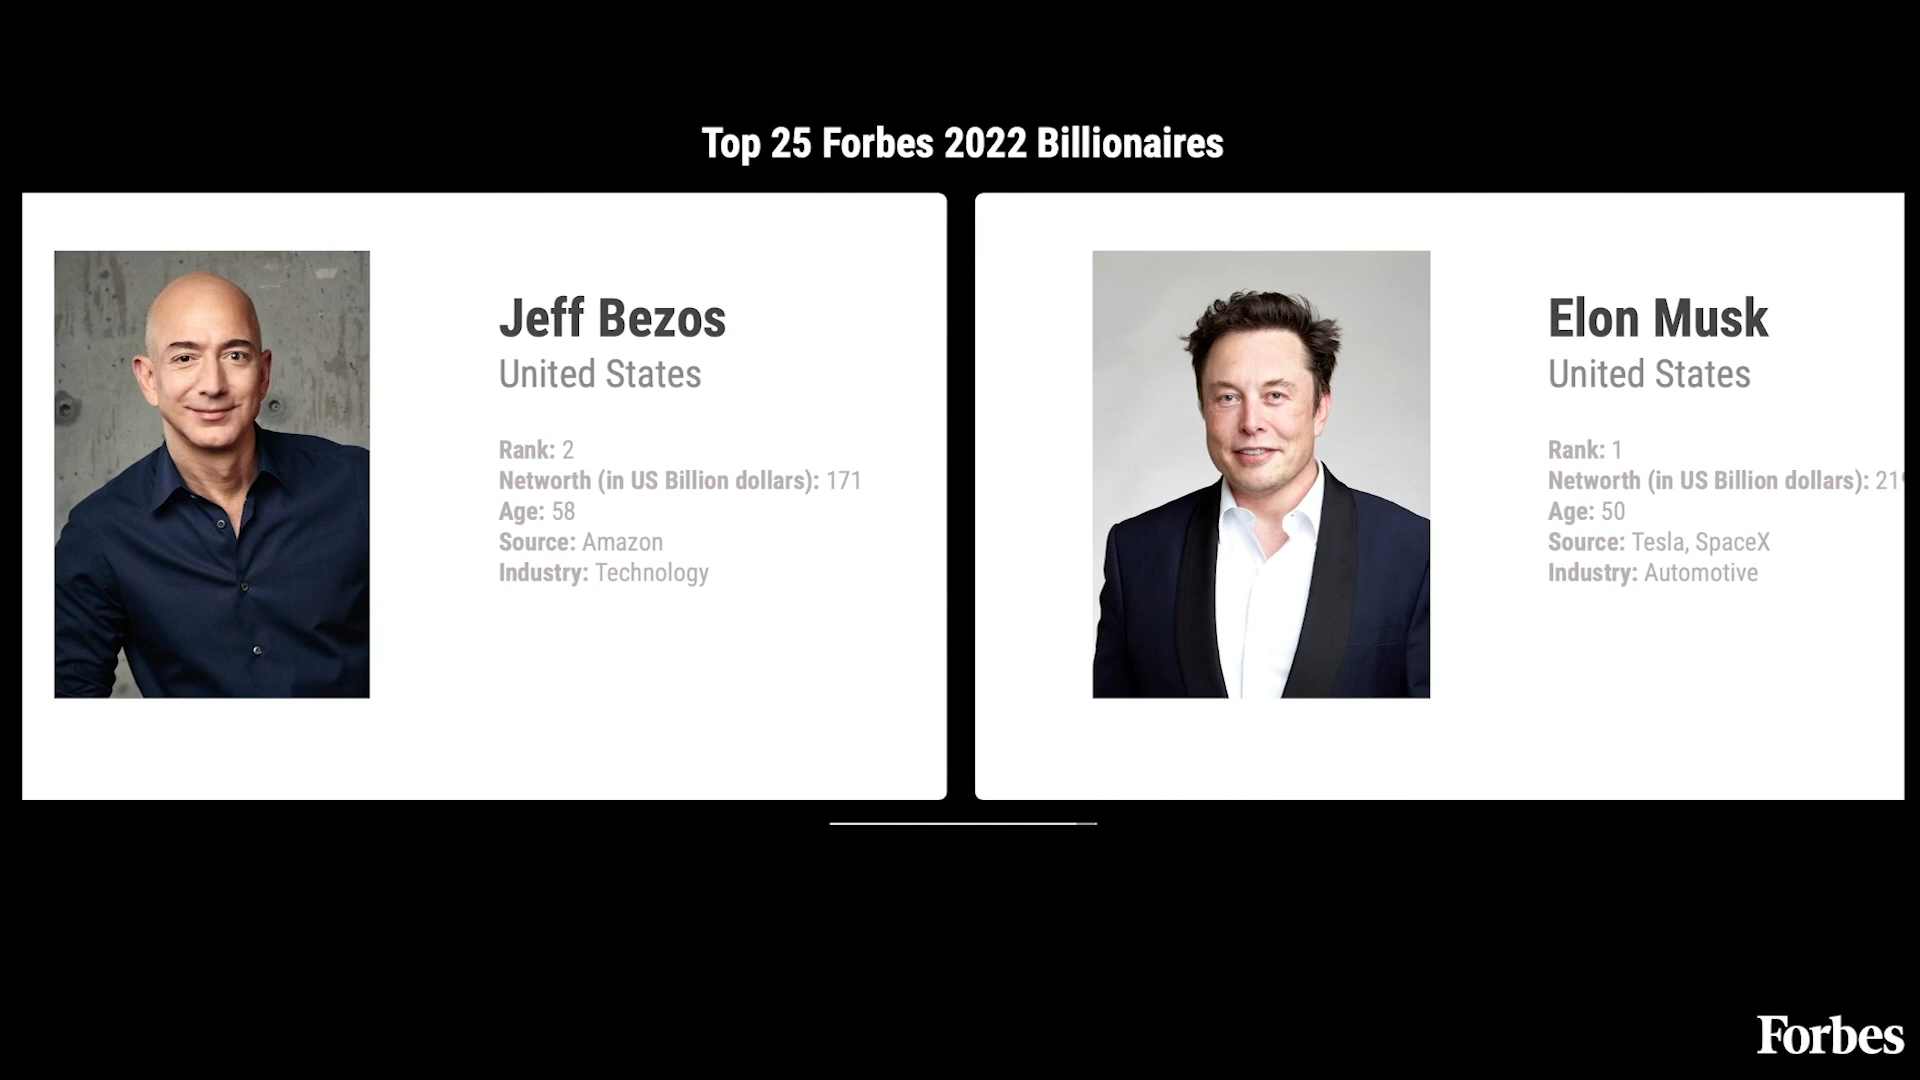 Top 25 Forbes 2022 Billionaires
Jeff Bezos
United States
Rank: 2
Networth (in US Billion dollars): 171
Age: 58
Source: Amazon
Industry: Technology
Elon Musk
United States
Rank: 1
Networth (in US Billion dollars):
Age: 50
Source: Tesla, SpaceX
Industry: Automotive
Forbes